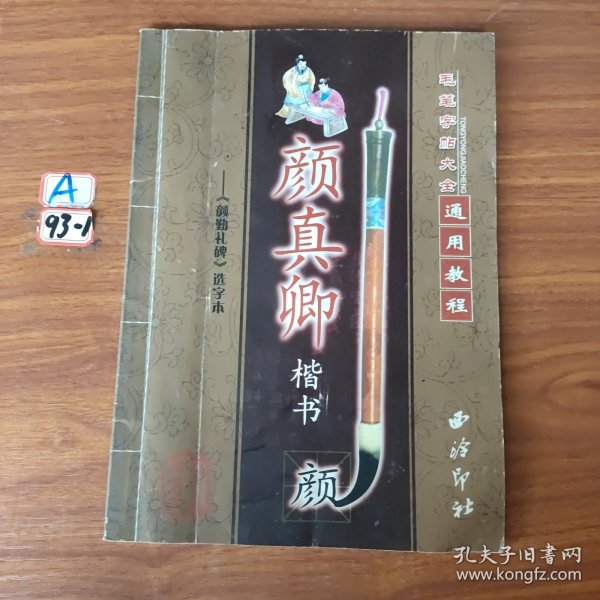 毛笔字帖大全
TONGYONGJIAOCHENG
通用教程
颜真卿
楷书
——《颜勤礼碑》选字本
颜
西泠印社
A
93-1
孔夫子旧书网
www.kongfz.com